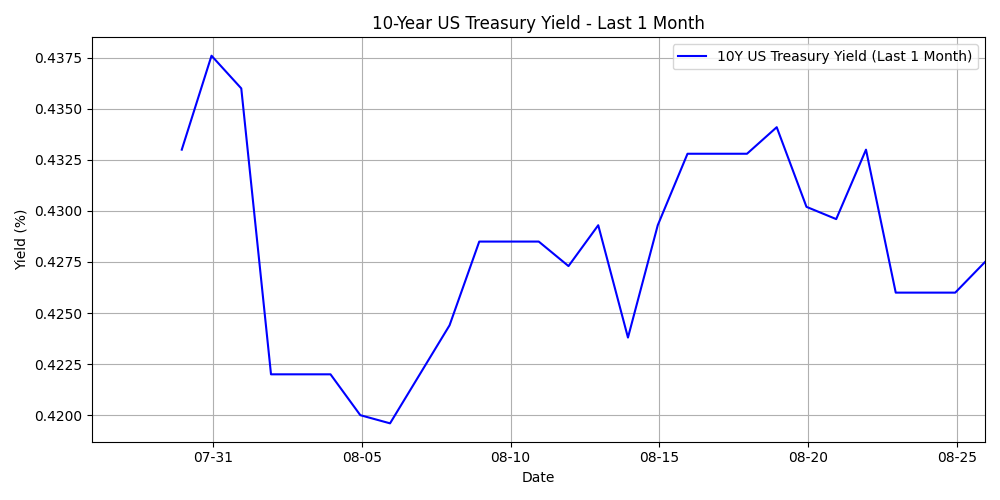 10-Year US Treasury Yield - Last 1 Month
10Y US Treasury Yield (Last 1 Month)
Yield (%)
0.4375
0.4350
0.4325
0.4300
0.4275
0.4250
0.4225
0.4200
07-31 08-05 08-10 08-15 08-20 08-25
Date